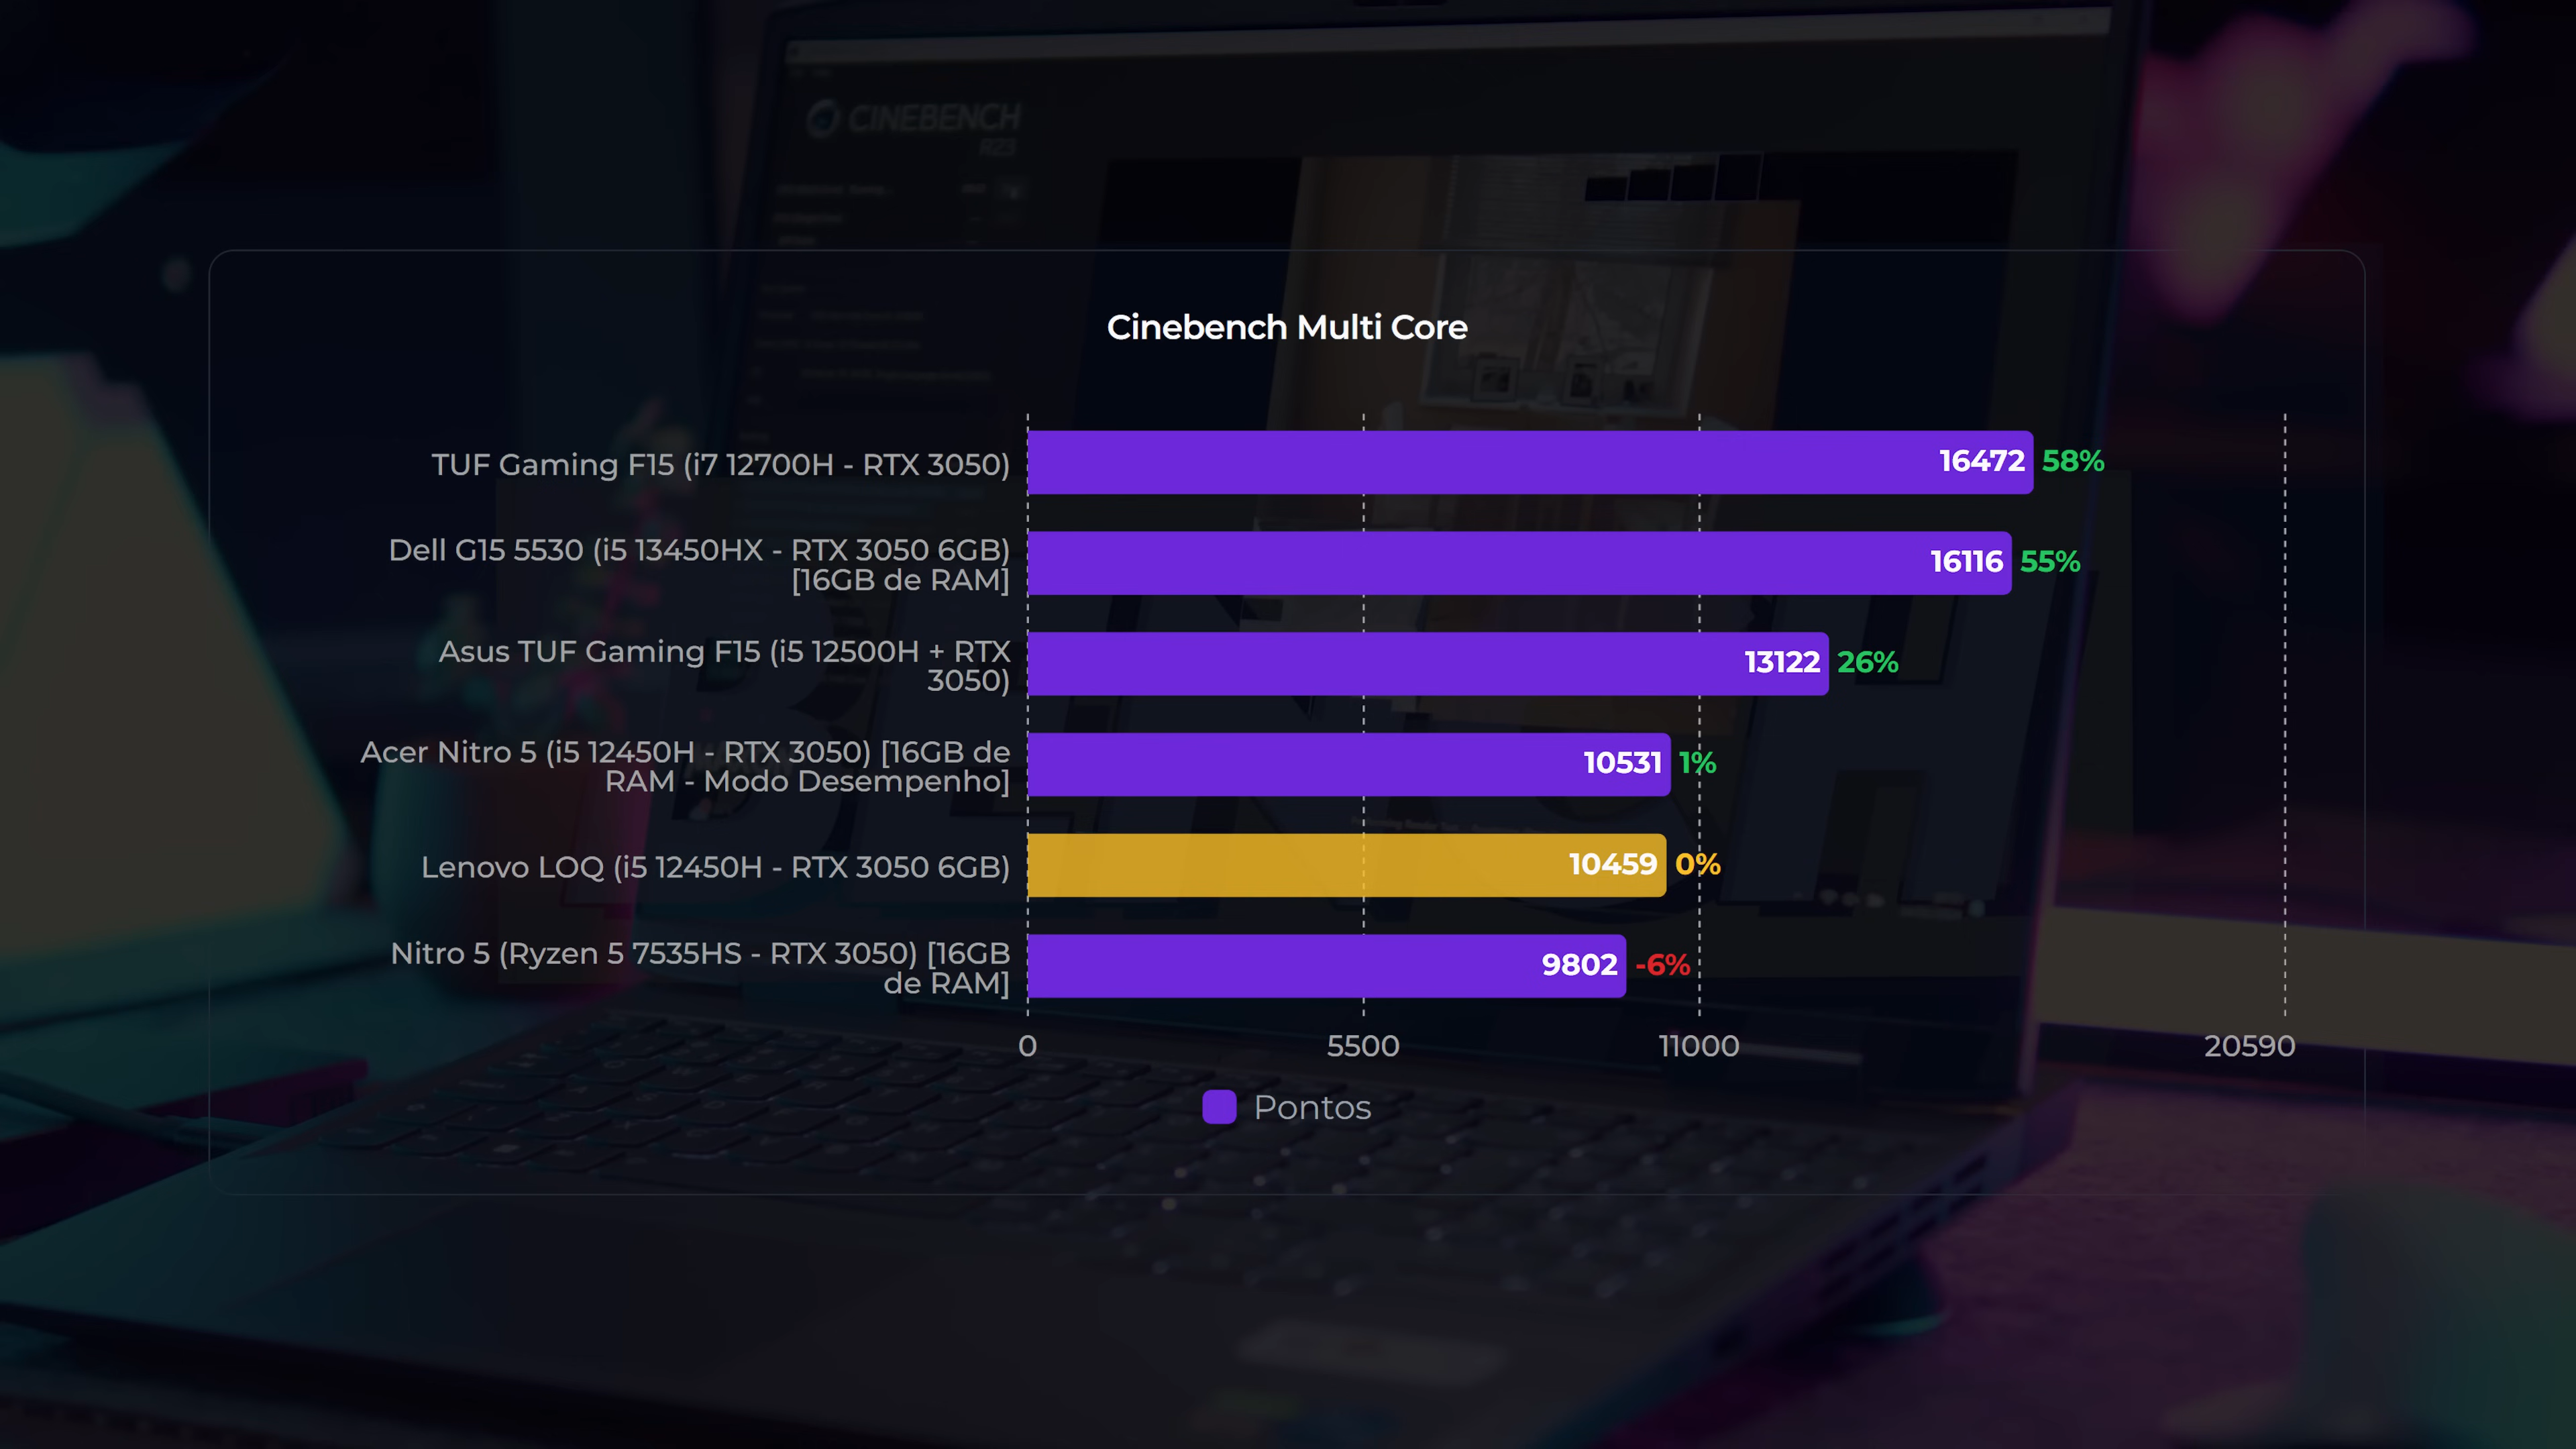 CINEBENCH
R23
Cinebench Multi Core
TUF Gaming F15 (i7 12700H - RTX 3050)
16472 58%
Dell G15 5530 (i5 13450HX - RTX 3050 6GB)
[16GB de RAM]
16116 55%
Asus TUF Gaming F15 (i5 12500H + RTX
3050)
13122 26%
Acer Nitro 5 (i5 12450H - RTX 3050) [16GB de
RAM - Modo Desempenho]
10531 1%
Lenovo LOQ (i5 12450H - RTX 3050 6GB)
10459 0%
Nitro 5 (Ryzen 5 7535HS - RTX 3050) [16GB
de RAM]
9802 -6%
0 5500 11000 20590
Pontos